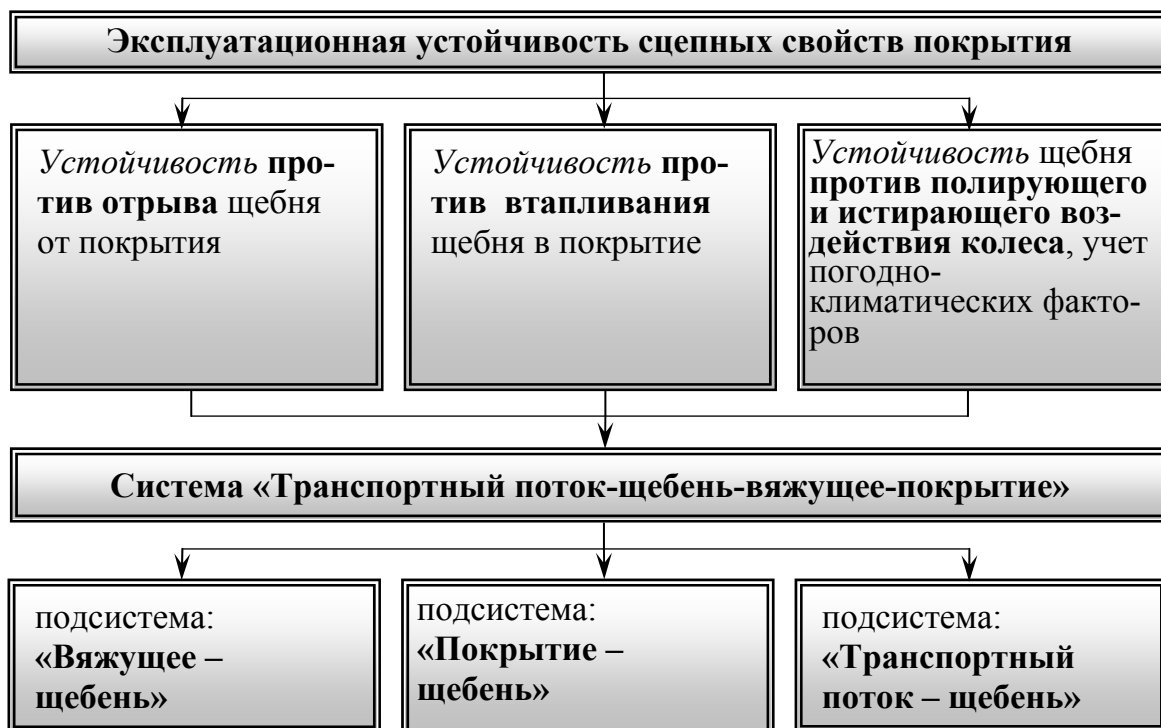 Эксплуатационная устойчивость сцепных свойств покрытия
Устойчивость про-
тив отрыва щебня
от покрытия
Устойчивость про-
тив втапливания
щебня в покрытие
Устойчивость щебня
против полирующего
и истирающего воз-
действия колеса, учет
погодно-
климатических факто-
ров
Система «Транспортный поток-щебень-вяжущее-покрытие»
подсистема:
«Вяжущее –
щебень»
подсистема:
«Покрытие –
щебень»
подсистема:
«Транспортный
поток – щебень»